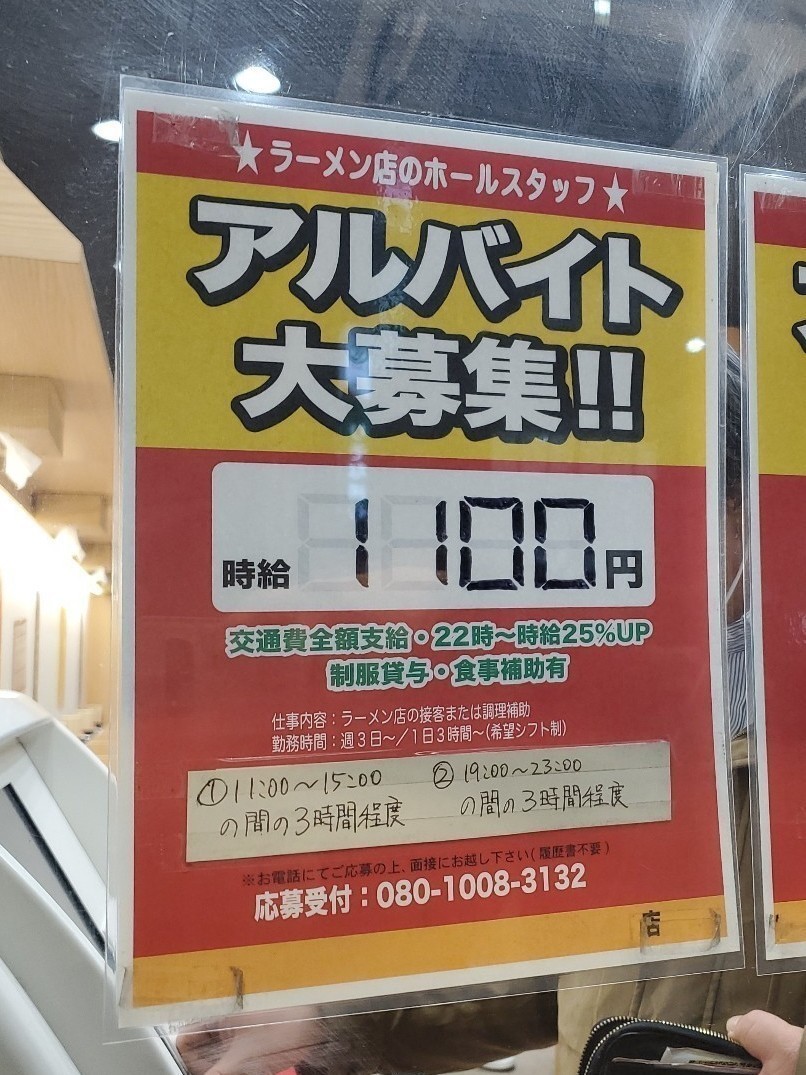 ★ラーメン店のホールスタッフ★
アルバイト
大募集!!
時給 1100円
交通費全額支給・22時～時給25%UP
制服貸与・食事補助有
仕事内容：ラーメン店の接客または調理補助
勤務時間：週3日～／1日3時間～(希望シフト制)
①11:00～15:00 ②19:00～23:00
の間の3時間程度 の間の3時間程度
※お電話にてご応募の上、面接にお越し下さい(履歴書不要)
応募受付：080-1008-3132
店